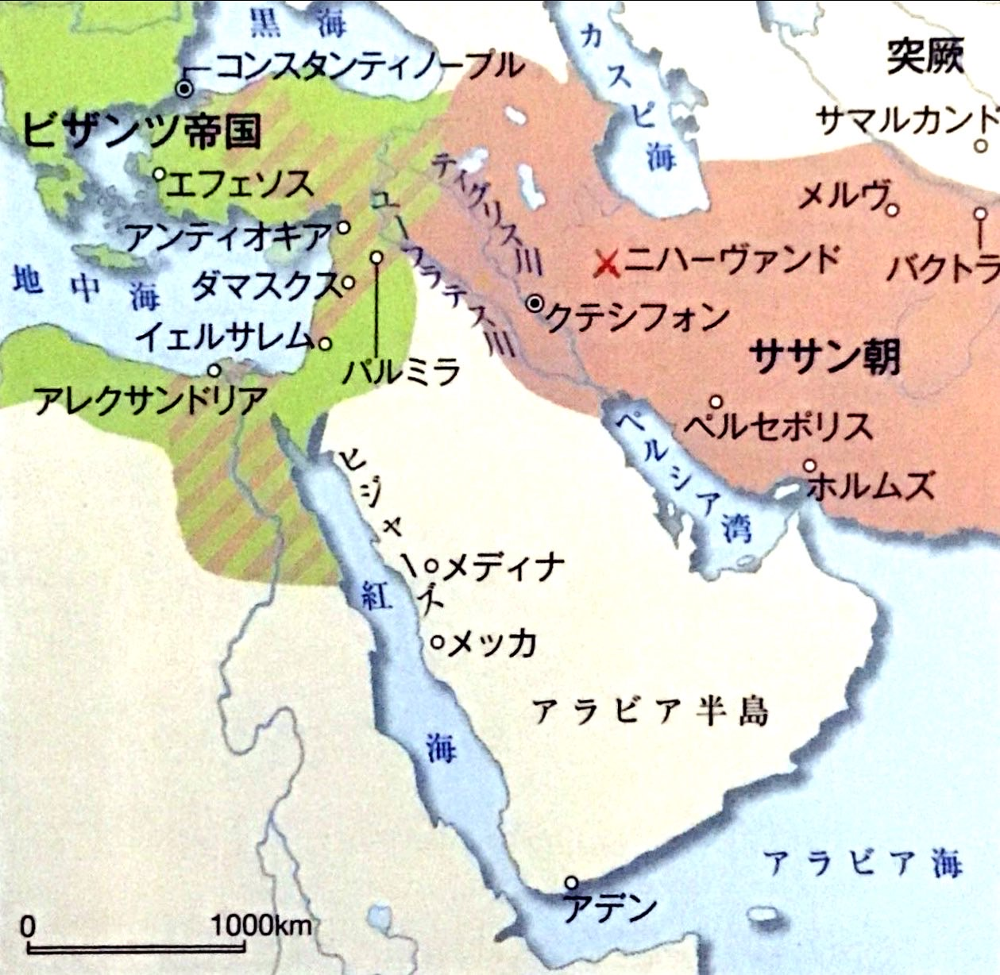 黒海
カスピ海
突厥
コンスタンティノープル
サマルカンド
ビザンツ帝国
エフェソス
ティグリス川
メルヴ
アンティオキア
ユーフラテス川
ニハーヴァンド
バクトラ
地中海
ダマスクス
クテシフォン
イェルサレム
ササン朝
パルミラ
アレクサンドリア
ペルセポリス
ペルシア湾
ホルムズ
ヒジャーズ
メディナ
紅海
メッカ
アラビア半島
アラビア海
アデン
0 1000km